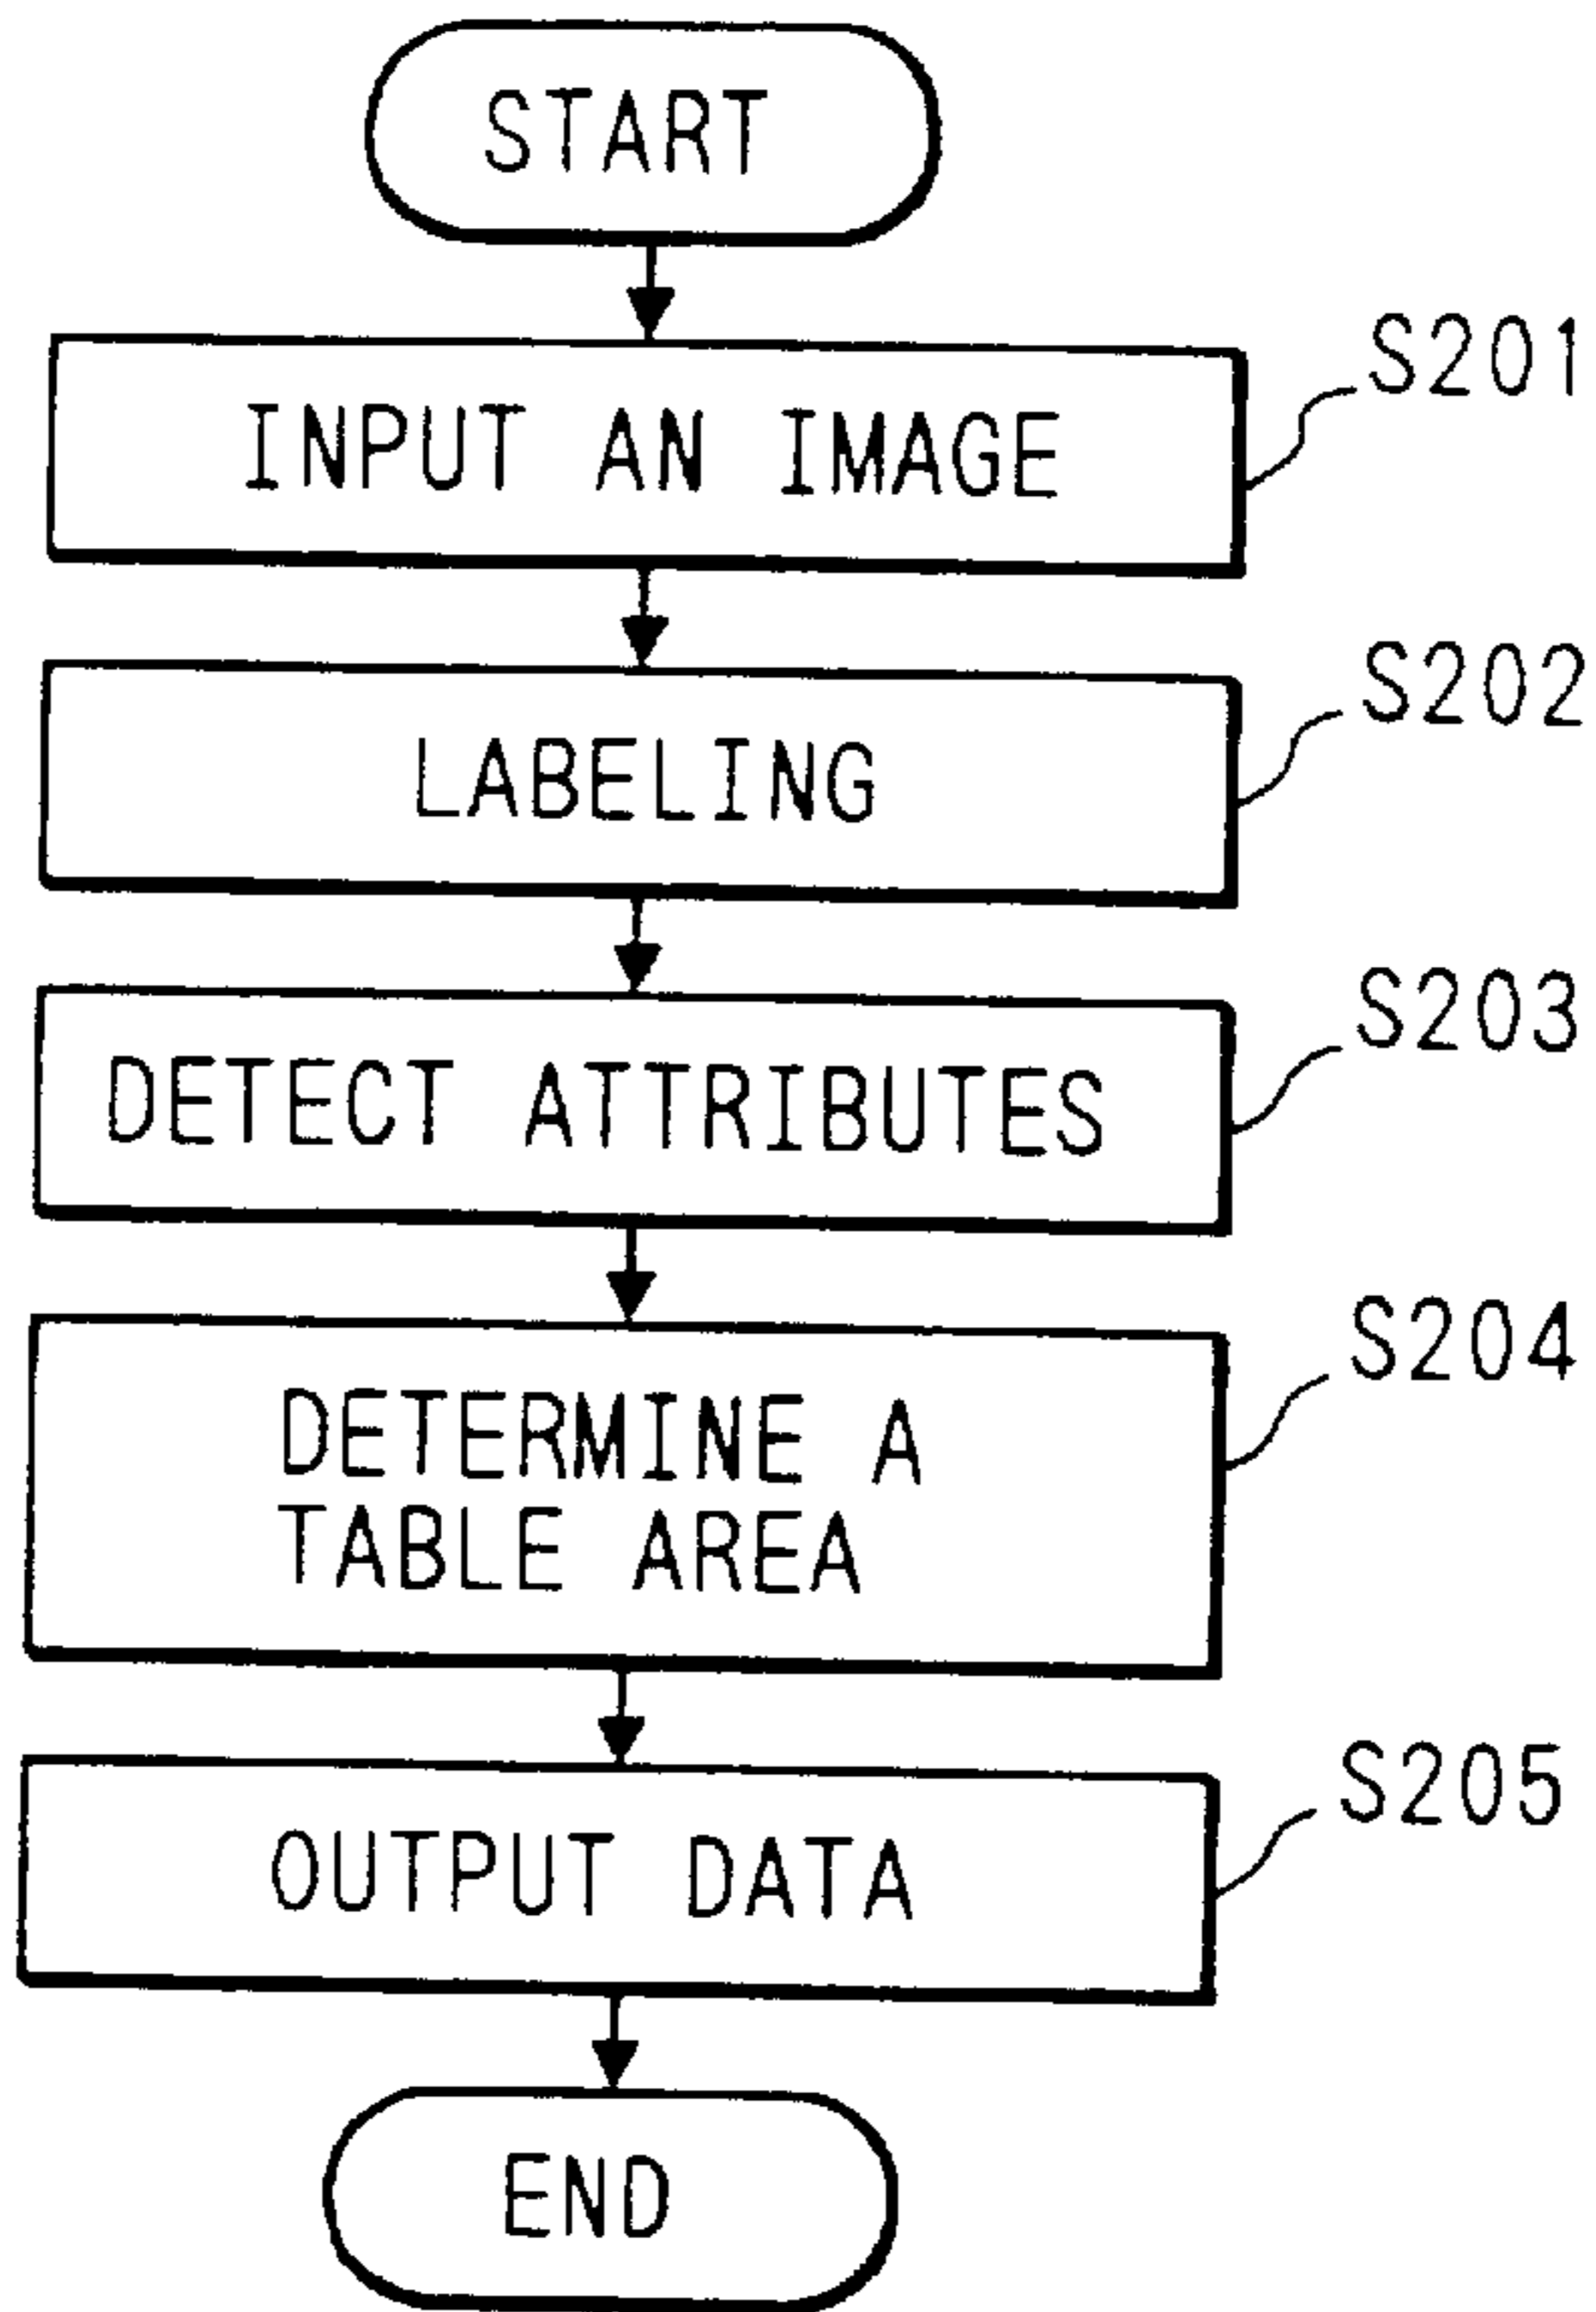 START
INPUT AN IMAGE
S201
LABELING
S202
DETECT ATTRIBUTES
S203
DETERMINE A
TABLE AREA
S204
OUTPUT DATA
S205
END